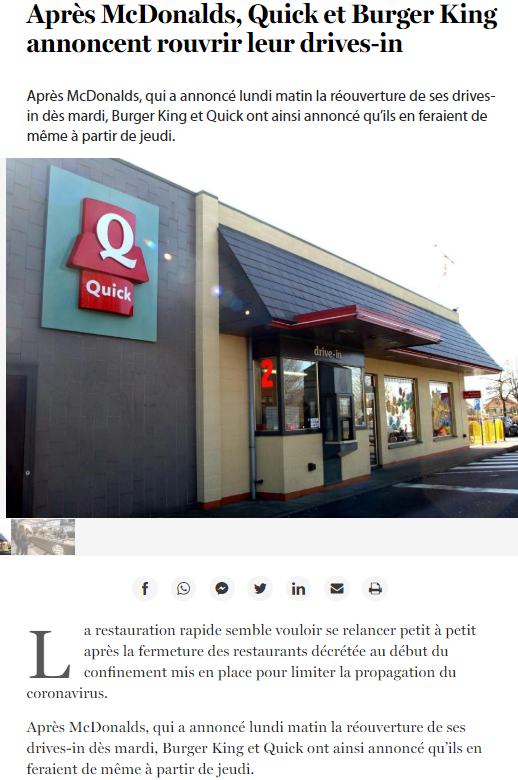 Après McDonalds, Quick et Burger King
annoncent rouvrir leur drives-in
Après McDonalds, qui a annoncé lundi matin la réouverture de ses drives-
in dès mardi, Burger King et Quick ont ainsi annoncé qu'ils en feraient de
même à partir de jeudi.
Q
Quick
drive-in
2
La restauration rapide semble vouloir se relancer petit à petit
après la fermeture des restaurants décrétée au début du
confinement mis en place pour limiter la propagation du
coronavirus.
Après McDonalds, qui a annoncé lundi matin la réouverture de ses
drives-in dès mardi, Burger King et Quick ont ainsi annoncé qu'ils en
feraient de même à partir de jeudi.